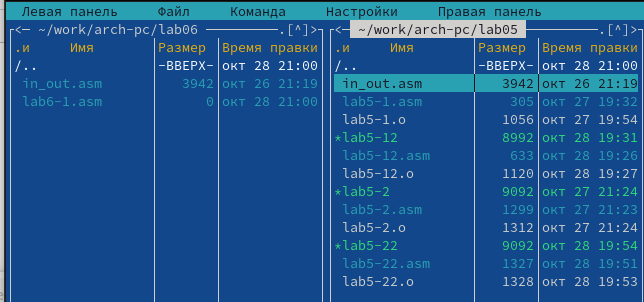 Левая панель Файл Команда Настройки Правая панель
<— ~/work/arch-pc/lab06 .[^]> <— ~/work/arch-pc/lab05 .[^]>
.и Имя Размер Время правки .и Имя Размер Время правки
/.. -ВВЕРХ- окт 28 21:00 /.. -ВВЕРХ- окт 28 21:00
in_out.asm 3942 окт 26 21:19 in_out.asm 3942 окт 26 21:19
lab6-1.asm 0 окт 28 21:00 lab5-1.asm 305 окт 27 19:32
lab5-1.o 1056 окт 27 19:54
*lab5-12 8992 окт 28 19:31
lab5-12.asm 633 окт 28 19:26
lab5-12.o 1120 окт 28 19:27
*lab5-2 9092 окт 27 21:24
lab5-2.asm 1299 окт 27 21:23
lab5-2.o 1312 окт 27 21:24
*lab5-22 9092 окт 28 19:54
lab5-22.asm 1327 окт 28 19:51
lab5-22.o 1328 окт 28 19:53